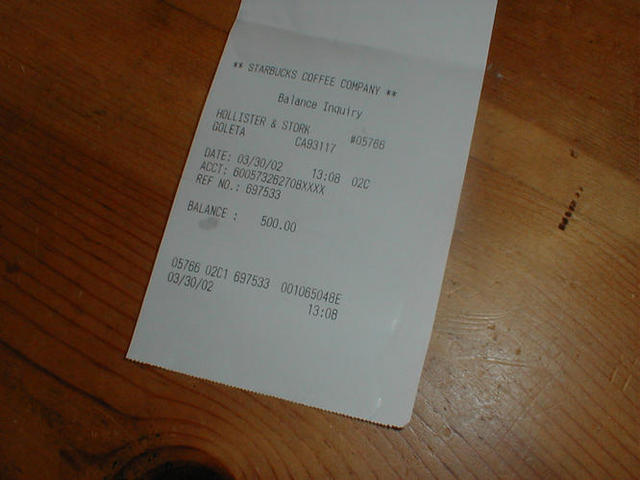 ** STARBUCKS COFFEE COMPANY **
Balance Inquiry
HOLLISTER & STORK #05766
GOLETA CA93117
DATE: 03/30/02 13:08 02C
ACCT: 600573262708XXXX
REF NO.: 697533
BALANCE : 500.00
05766 02C1 697533 001065048E
03/30/02 13:08